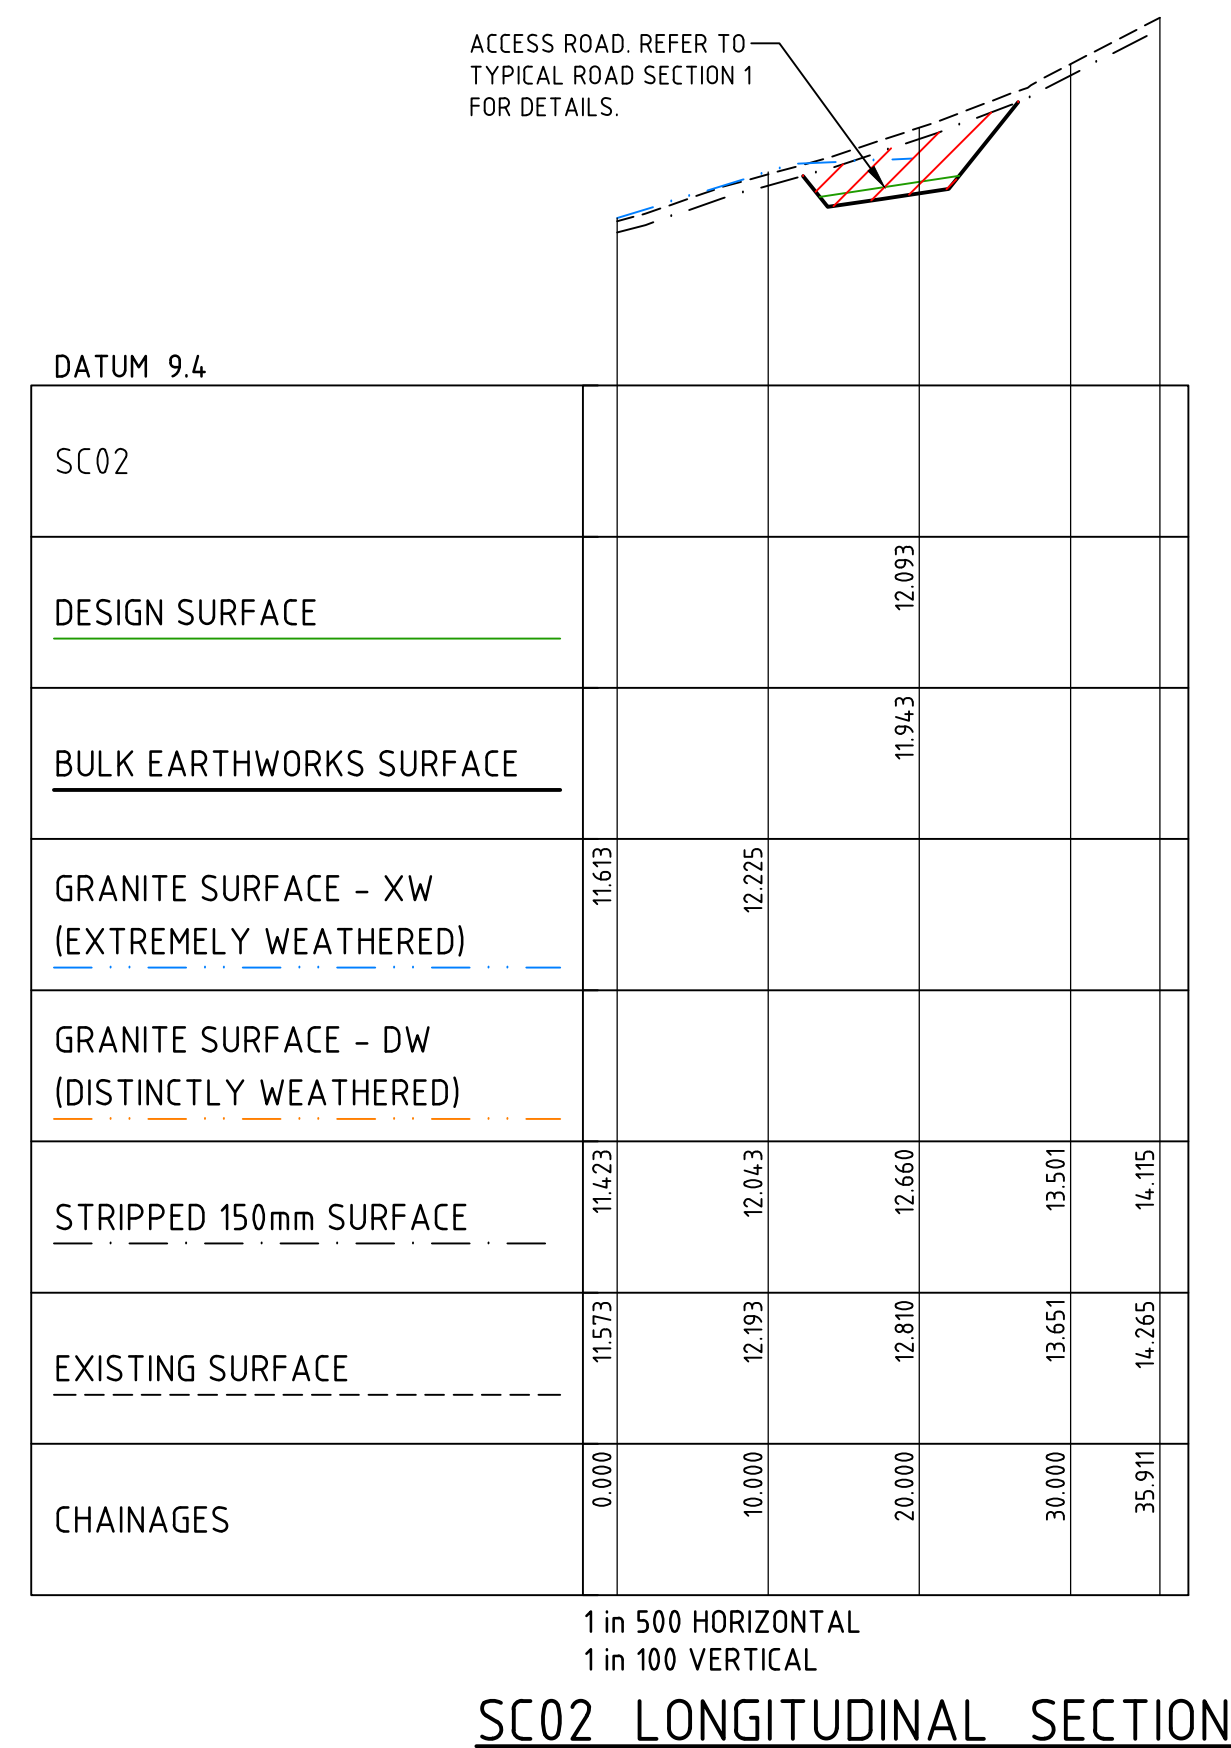 ACCESS ROAD. REFER TO
TYPICAL ROAD SECTION 1
FOR DETAILS.
DATUM 9.4
SC02
DESIGN SURFACE
12.093
BULK EARTHWORKS SURFACE
11.943
GRANITE SURFACE - XW
(EXTREMELY WEATHERED)
11.613
12.225
GRANITE SURFACE - DW
(DISTINCTLY WEATHERED)
STRIPPED 150mm SURFACE
11.423
12.043
12.660
13.501
14.115
EXISTING SURFACE
11.573
12.193
12.810
13.651
14.265
CHAINAGES
0.000
10.000
20.000
30.000
35.911
1 in 500 HORIZONTAL
1 in 100 VERTICAL
SC02 LONGITUDINAL SECTION